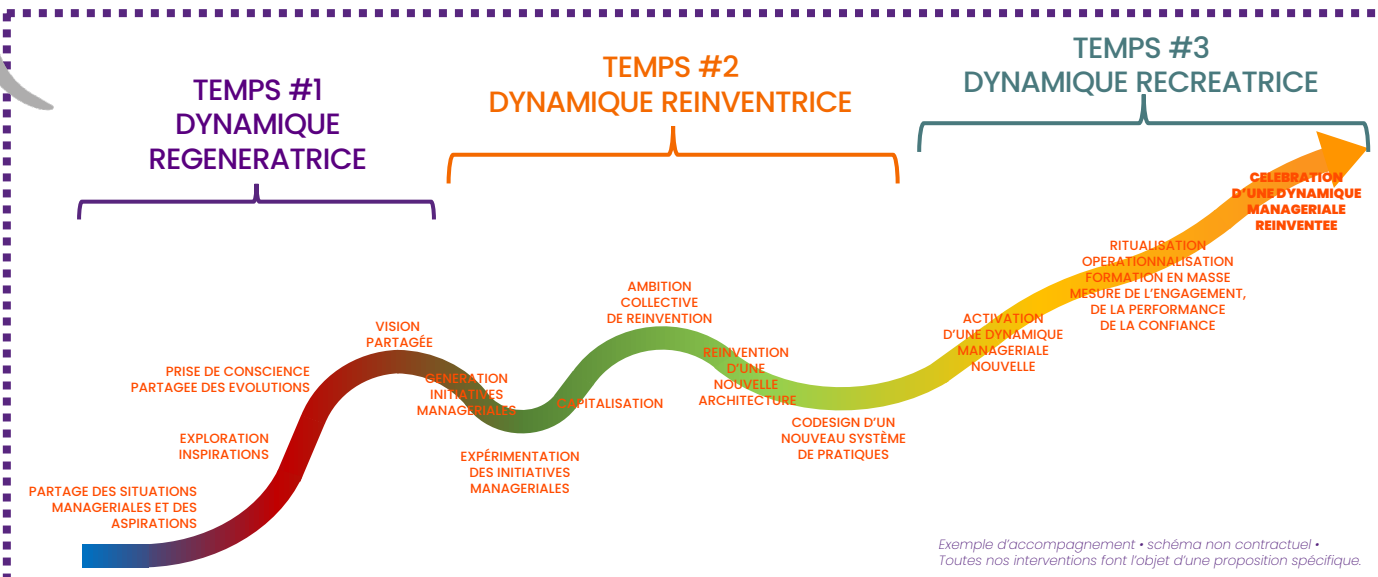 TEMPS #1
DYNAMIQUE
REGENERATRICE
TEMPS #2
DYNAMIQUE REINVENTRICE
TEMPS #3
DYNAMIQUE RECREATRICE
PARTAGE DES SITUATIONS
MANAGERIALES ET DES
ASPIRATIONS
EXPLORATION
INSPIRATIONS
PRISE DE CONSCIENCE
PARTAGEE DES EVOLUTIONS
VISION
PARTAGÉE
GENERATION
INITIATIVES
MANAGERIALES
EXPÉRIMENTATION
DES INITIATIVES
MANAGERIALES
CAPITALISATION
AMBITION
COLLECTIVE
DE REINVENTION
REINVENTION
D'UNE
NOUVELLE
ARCHITECTURE
CODESIGN D'UN
NOUVEAU SYSTÈME
DE PRATIQUES
ACTIVATION
D'UNE DYNAMIQUE
MANAGERIALE
NOUVELLE
RITUALISATION
OPERATIONNALISATION
FORMATION EN MASSE
MESURE DE L'ENGAGEMENT,
DE LA PERFORMANCE
DE LA CONFIANCE
CELEBRATION
D'UNE DYNAMIQUE
MANAGERIALE
REINVENTEE
Exemple d'accompagnement • schéma non contractuel •
Toutes nos interventions font l'objet d'une proposition spécifique.